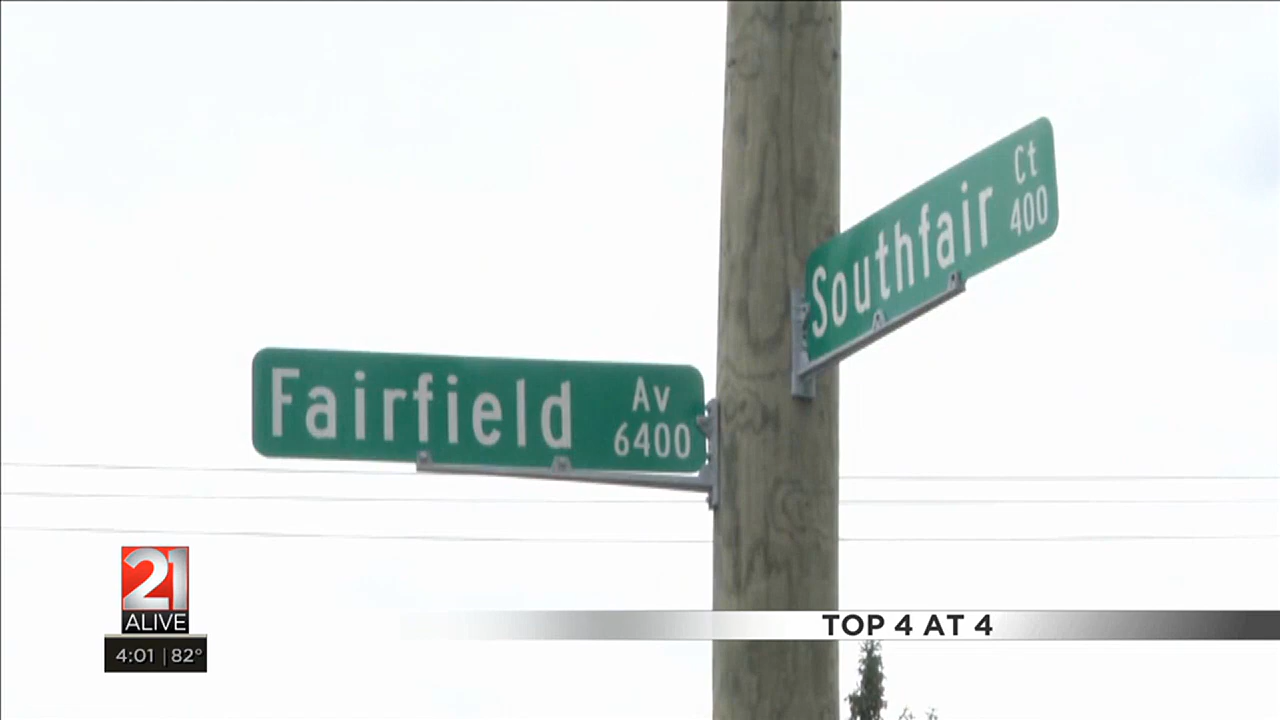 Southfair Ct
400
Fairfield Av
6400
21
ALIVE
4:01 | 82°
TOP 4 AT 4